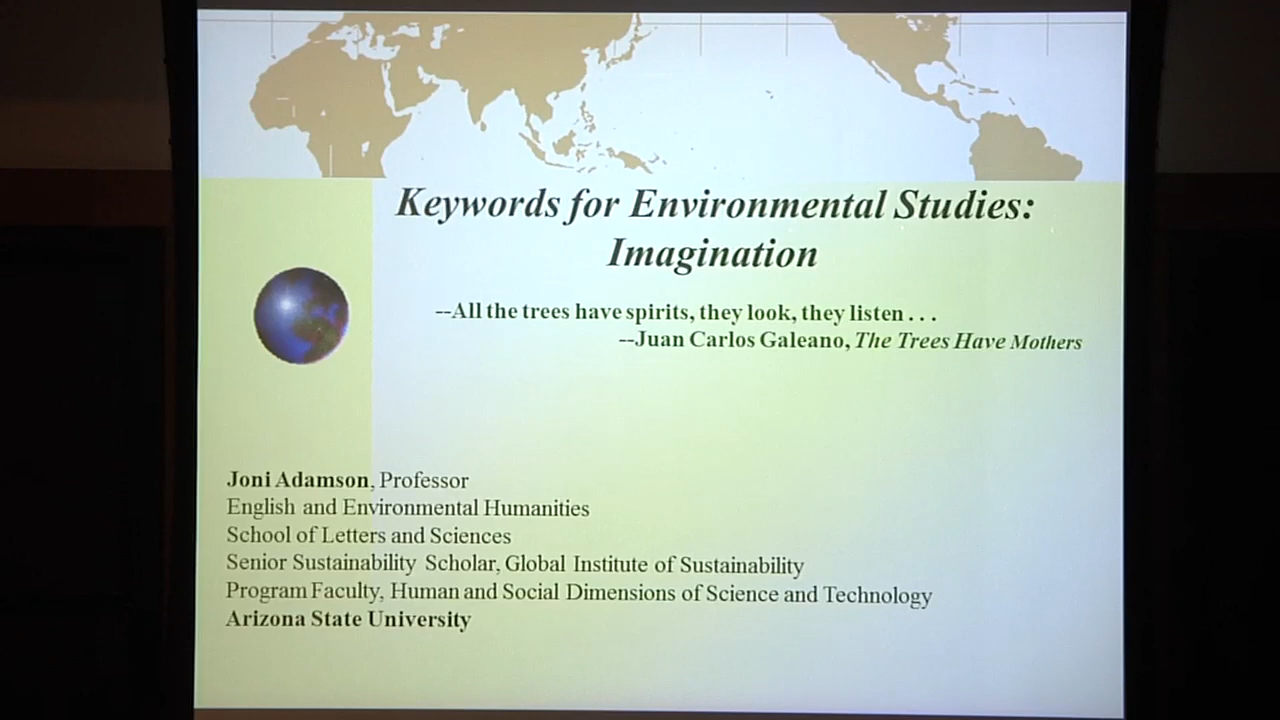 Keywords for Environmental Studies:
Imagination
--All the trees have spirits, they look, they listen . . .
--Juan Carlos Galeano, The Trees Have Mothers
Joni Adamson, Professor
English and Environmental Humanities
School of Letters and Sciences
Senior Sustainability Scholar, Global Institute of Sustainability
Program Faculty, Human and Social Dimensions of Science and Technology
Arizona State University